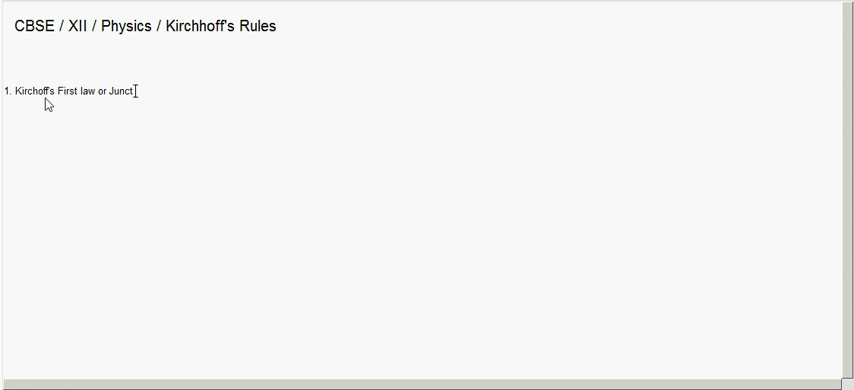 CBSE / XII / Physics / Kirchhoff's Rules
1. Kirchoff's First law or Junct